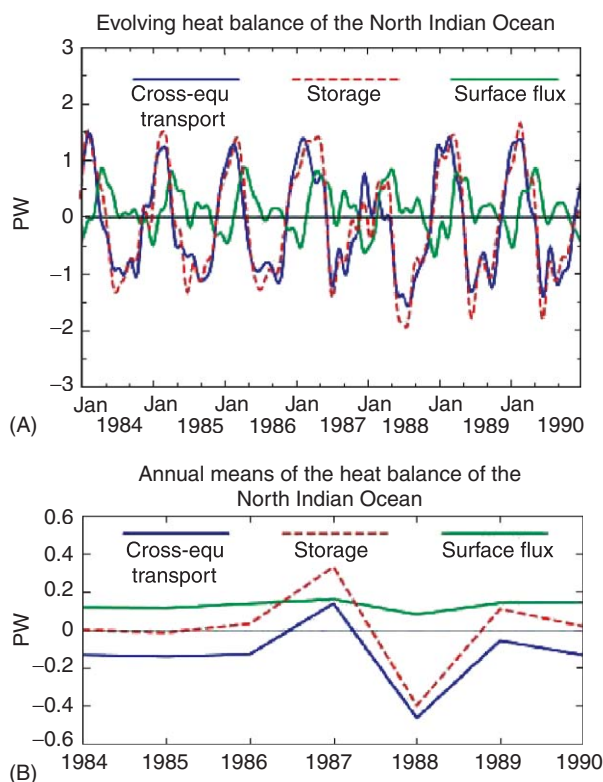 Evolving heat balance of the North Indian Ocean
3
2
1
0
−1
−2
−3
PW
Cross-equ
transport
Storage
Surface flux
Jan Jan Jan Jan Jan Jan Jan
1984 1985 1986 1987 1988 1989 1990
(A)
Annual means of the heat balance of the
North Indian Ocean
0.6
0.4
0.2
0
−0.2
−0.4
−0.6
PW
Cross-equ
transport
Storage
Surface flux
1984 1985 1986 1987 1988 1989 1990
(B)